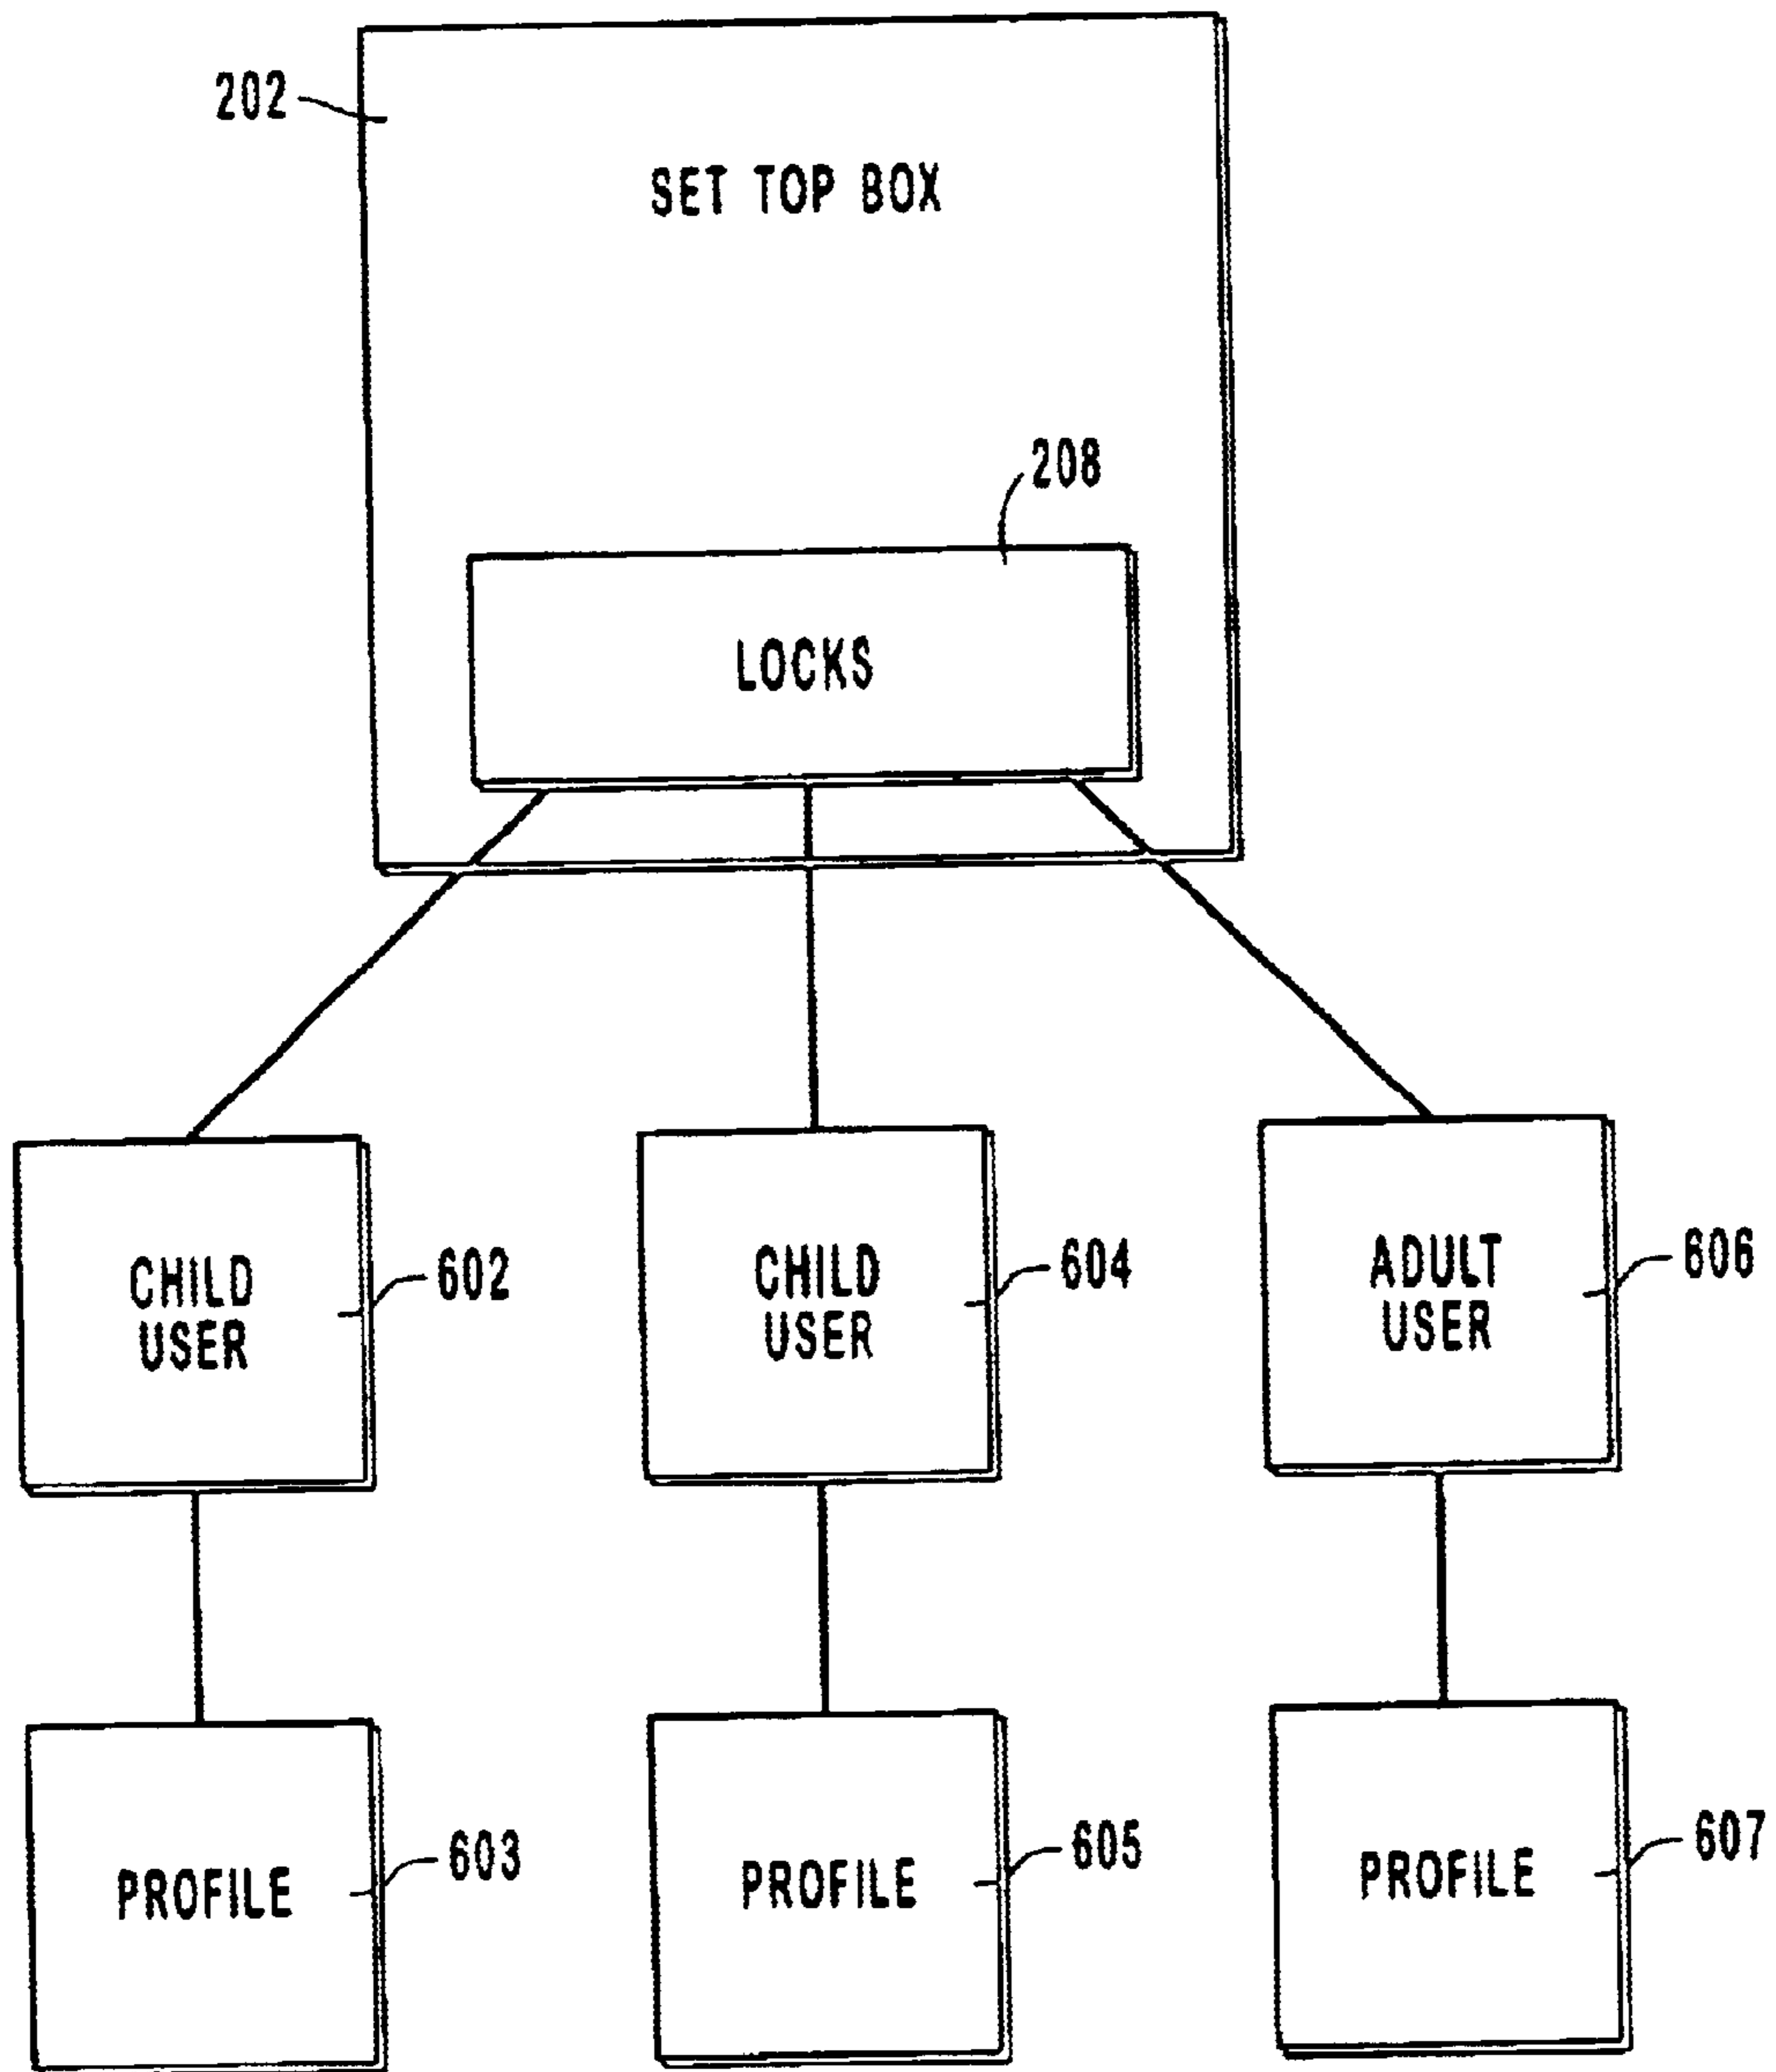 202
SET TOP BOX
208
LOCKS
CHILD
USER
602
CHILD
USER
604
ADULT
USER
606
PROFILE
603
PROFILE
605
PROFILE
607